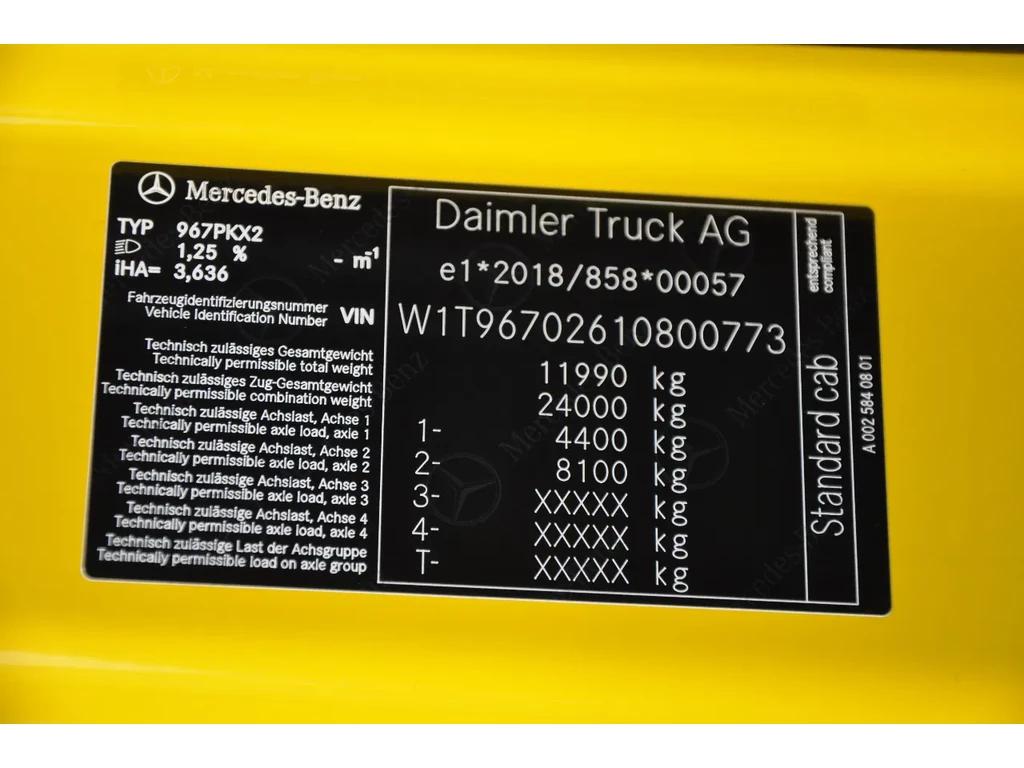 Mercedes-Benz
TYP 967PKX2
1,25 % - m⁻¹
iHA= 3,636
Fahrzeugidentifizierungsnummer
Vehicle Identification Number VIN
Technisch zulässiges Gesamtgewicht
Technically permissible total weight
Technisch zulässiges Zug-Gesamtgewicht
Technically permissible combination weight
Technisch zulässige Achslast, Achse 1
Technically permissible axle load, axle 1
Technisch zulässige Achslast, Achse 2
Technically permissible axle load, axle 2
Technisch zulässige Achslast, Achse 3
Technically permissible axle load, axle 3
Technisch zulässige Achslast, Achse 4
Technically permissible axle load, axle 4
Technisch zulässige Last der Achsgruppe
Technically permissible load on axle group
Daimler Truck AG
e1*2018/858*00057
W1T96702610800773
11990 kg
24000 kg
1- 4400 kg
2- 8100 kg
3- XXXXX kg
4- XXXXX kg
T- XXXXX kg
entsprechend
compliant
Standard cab
A 002 584 08 01